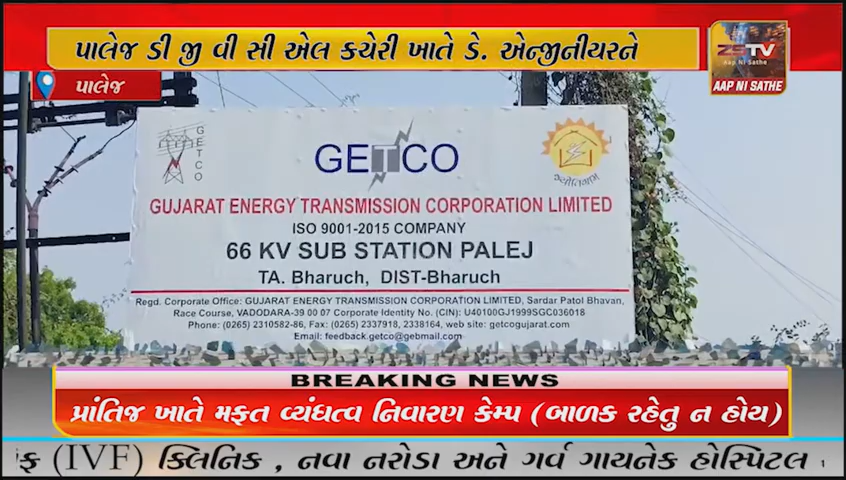 પાલેજ ડી જી વી સી એલ કચેરી ખાતે ડે. એન્જીનીયરને
ZSTV
Aap Ni Sathe
AAP NI SATHE
પાલેજ
GETCO
GETCO
જ્યોતિગ્રામ
GUJARAT ENERGY TRANSMISSION CORPORATION LIMITED
ISO 9001-2015 COMPANY
66 KV SUB STATION PALEJ
TA. Bharuch, DIST-Bharuch
Regd. Corporate Office: GUJARAT ENERGY TRANSMISSION CORPORATION LIMITED, Sardar Patol Bhavan,
Race Course, VADODARA-39 00 07 Corporate Identity No. (CIN): U40100GJ1999SGC036018
Phone: (0265) 2310582-86, Fax: (0265) 2337918, 2338164, web site: getcogujarat.com
Email: feedback.getco@gebmail.com
BREAKING NEWS
પ્રાંતિજ ખાતે મફત વ્યંધત્વ નિવારણ કેમ્પ (બાળક રહેતુ ન હોય)
ફ (IVF) ક્લિનિક , નવા નરોડા અને ગર્વ ગાયનેક હોસ્પિટલ